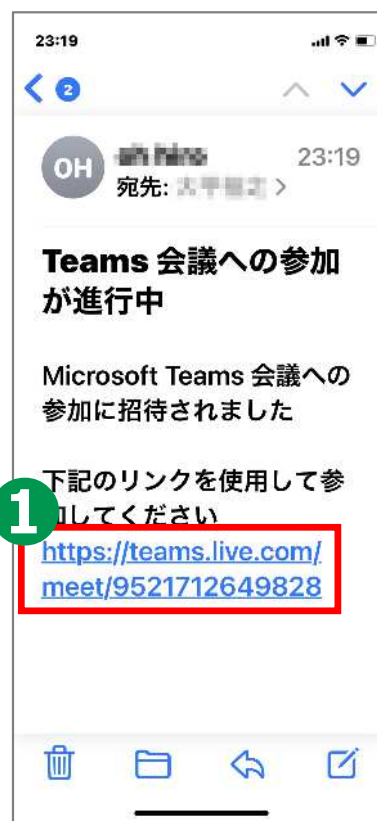 23:19
2
OH
23:19
宛先:
Teams 会議への参加
が進行中
Microsoft Teams 会議への
参加に招待されました
下記のリンクを使用して参
加してください
1
https://teams.live.com/
meet/9521712649828